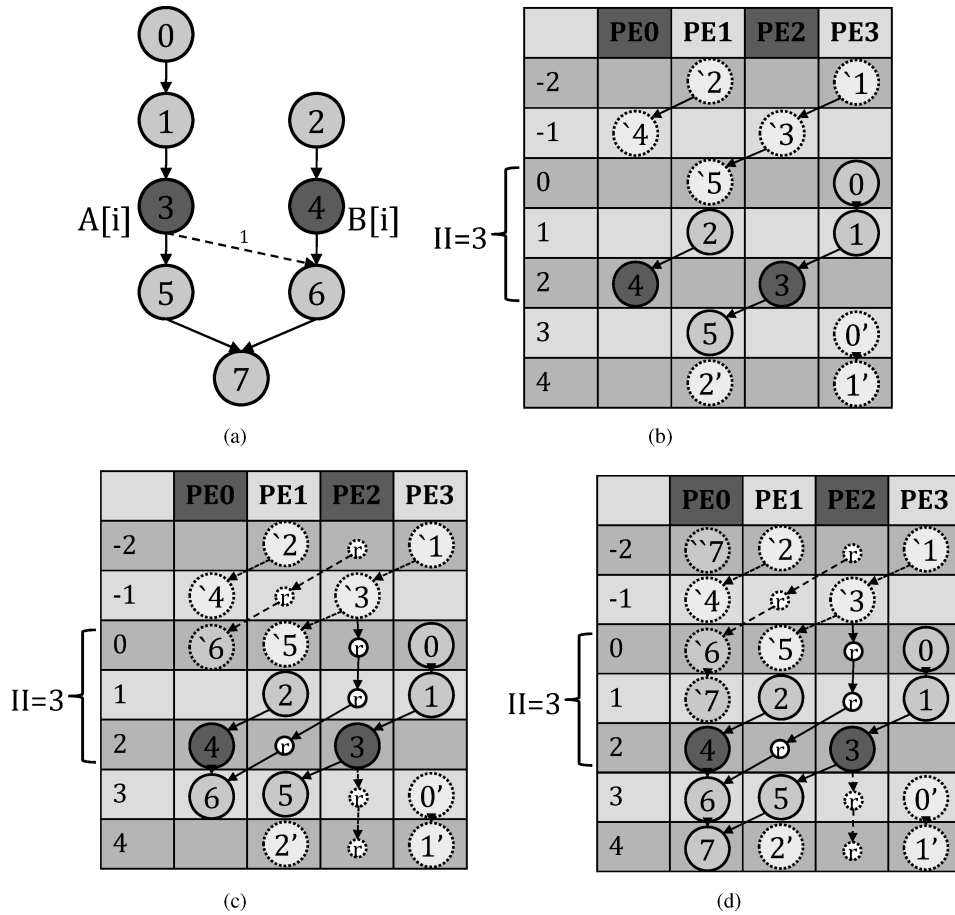 0
1 2
A[i] 3 4 B[i]
1
5 6
7
(a)
PE0 PE1 PE2 PE3
-2 `2 `1
-1 `4 `3
0 `5 0
II=3 1 2 1
2 4 3
3 5 0'
4 2' 1'
(b)
PE0 PE1 PE2 PE3
-2 `2 r `1
-1 `4 r `3
0 `6 `5 r 0
II=3 1 2 r 1
2 4 r 3
3 6 5 r 0'
4 2' r 1'
(c)
PE0 PE1 PE2 PE3
-2 ``7 `2 r `1
-1 `4 r `3
0 `6 `5 r 0
II=3 1 `7 2 r 1
2 4 r 3
3 6 5 r 0'
4 7 2' r 1'
(d)